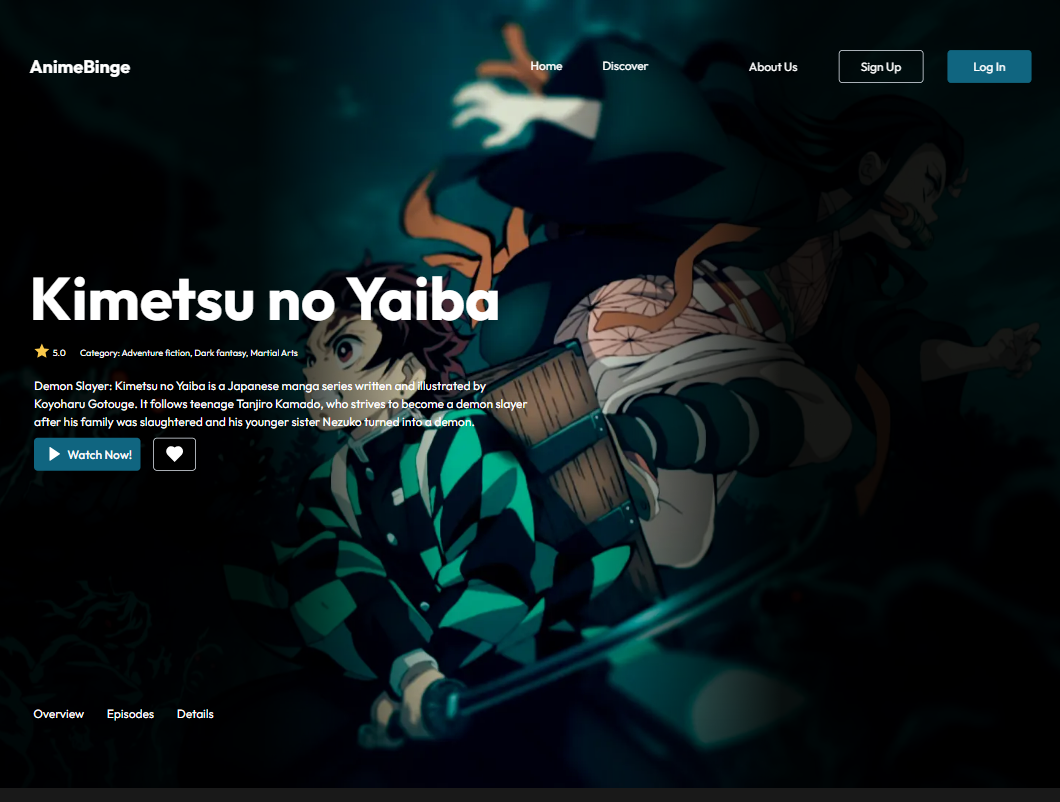 AnimeBinge
Home
Discover
About Us
Sign Up
Log In
Kimetsu no Yaiba
5.0
Category: Adventure fiction, Dark fantasy, Martial Arts
Demon Slayer: Kimetsu no Yaiba is a Japanese manga series written and illustrated by
Koyoharu Gotouge. It follows teenage Tanjiro Kamado, who strives to become a demon slayer
after his family was slaughtered and his younger sister Nezuko turned into a demon.
Watch Now!
Overview
Episodes
Details